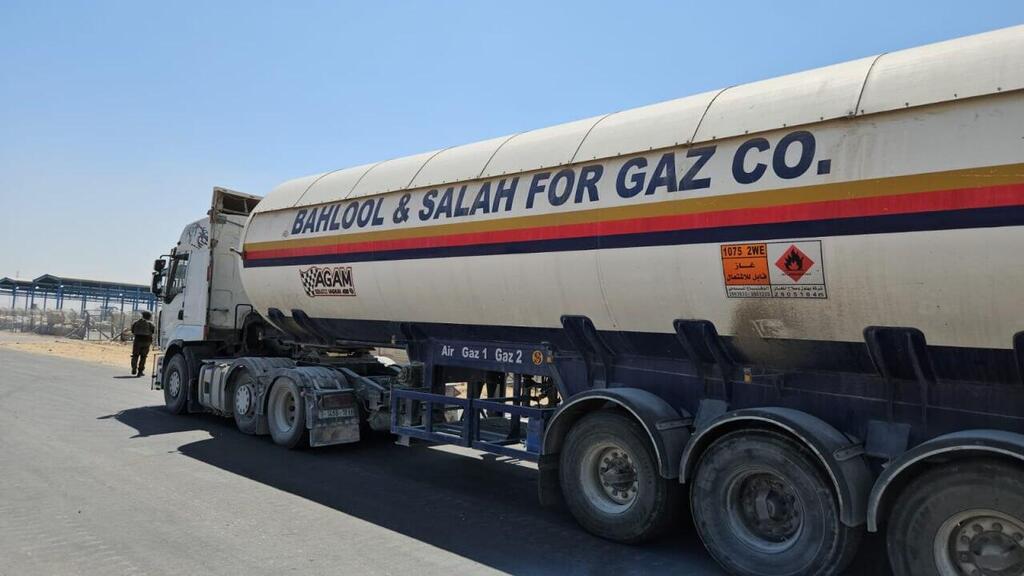 BAHLOOL & SALAH FOR GAZ CO.
AGAM
1075 2WE
غاز
قابل للاشتعال
Air Gaz 1 Gaz 2